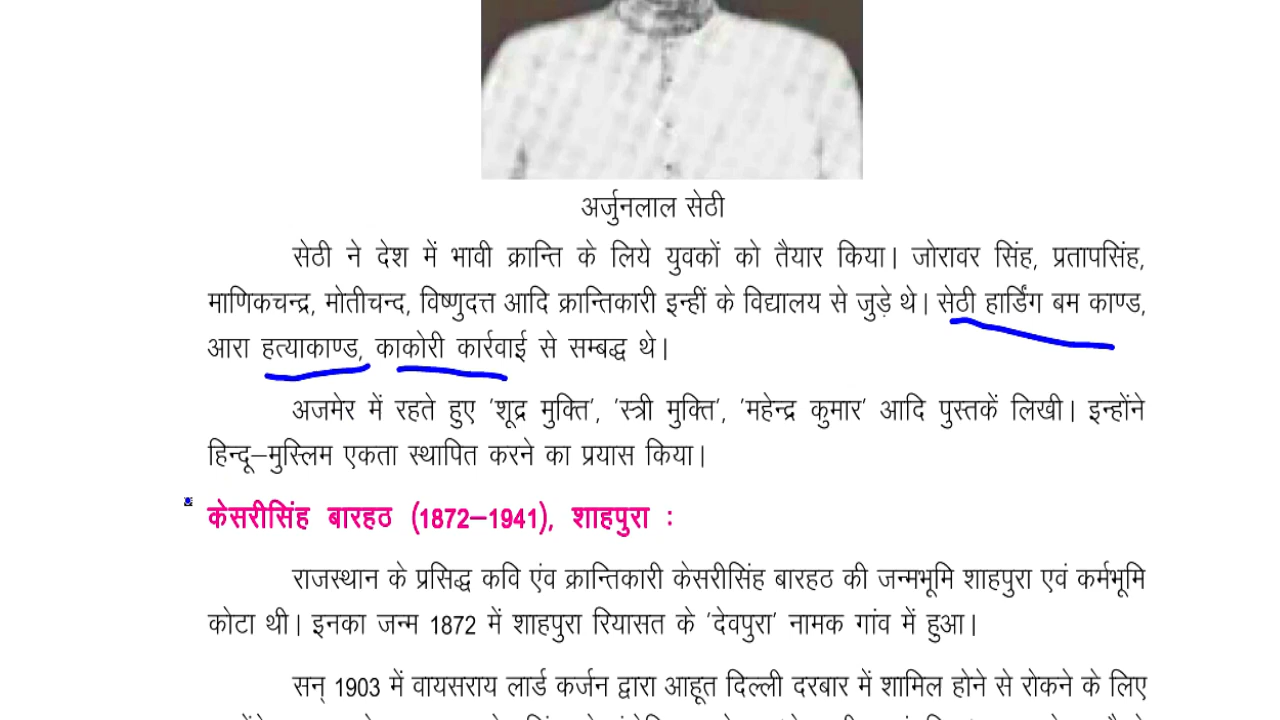 अर्जुनलाल सेठी
सेठी ने देश में भावी क्रान्ति के लिये युवकों को तैयार किया। जोरावर सिंह, प्रतापसिंह,
माणिकचन्द्र, मोतीचन्द, विष्णुदत्त आदि क्रान्तिकारी इन्हीं के विद्यालय से जुड़े थे। सेठी हार्डिंग बम काण्ड,
आरा हत्याकाण्ड, काकोरी कार्रवाई से सम्बद्ध थे।
अजमेर में रहते हुए 'शूद्र मुक्ति', 'स्त्री मुक्ति', 'महेन्द्र कुमार' आदि पुस्तकें लिखी। इन्होंने
हिन्दू–मुस्लिम एकता स्थापित करने का प्रयास किया।
केसरीसिंह बारहठ (1872–1941), शाहपुरा :
राजस्थान के प्रसिद्ध कवि एंव क्रान्तिकारी केसरीसिंह बारहठ की जन्मभूमि शाहपुरा एवं कर्मभूमि
कोटा थी। इनका जन्म 1872 में शाहपुरा रियासत के 'देवपुरा' नामक गांव में हुआ।
सन् 1903 में वायसराय लार्ड कर्जन द्वारा आहूत दिल्ली दरबार में शामिल होने से रोकने के लिए